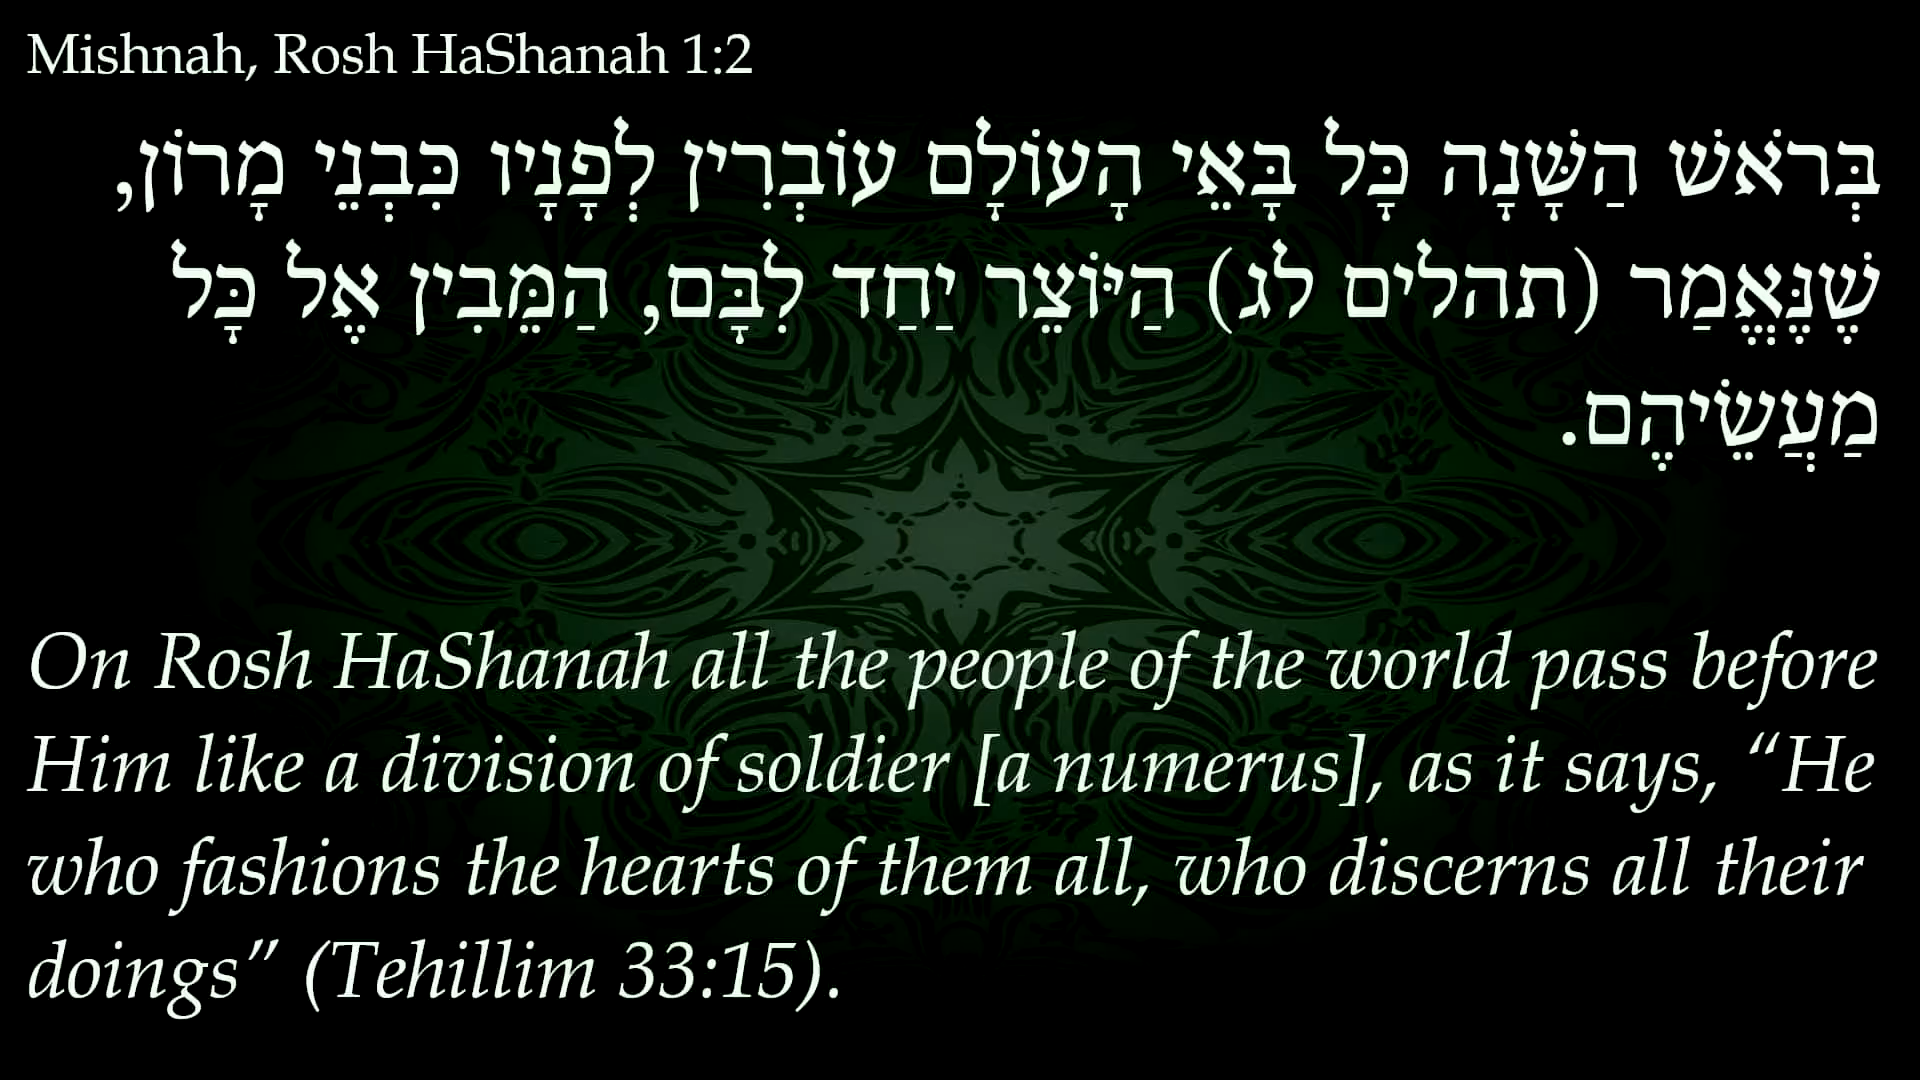 Mishnah, Rosh HaShanah 1:2
בְּרֹאשׁ הַשָּׁנָה כָּל בָּאֵי הָעוֹלָם עוֹבְרִין לְפָנָיו כִּבְנֵי מָרוֹן,
שֶׁנֶּאֱמַר (תהלים לג) הַיּוֹצֵר יַחַד לִבָּם, הַמֵּבִין אֶל כָּל
מַעֲשֵׂיהֶם.
On Rosh HaShanah all the people of the world pass before
Him like a division of soldier [a numerus], as it says, “He
who fashions the hearts of them all, who discerns all their
doings” (Tehillim 33:15).